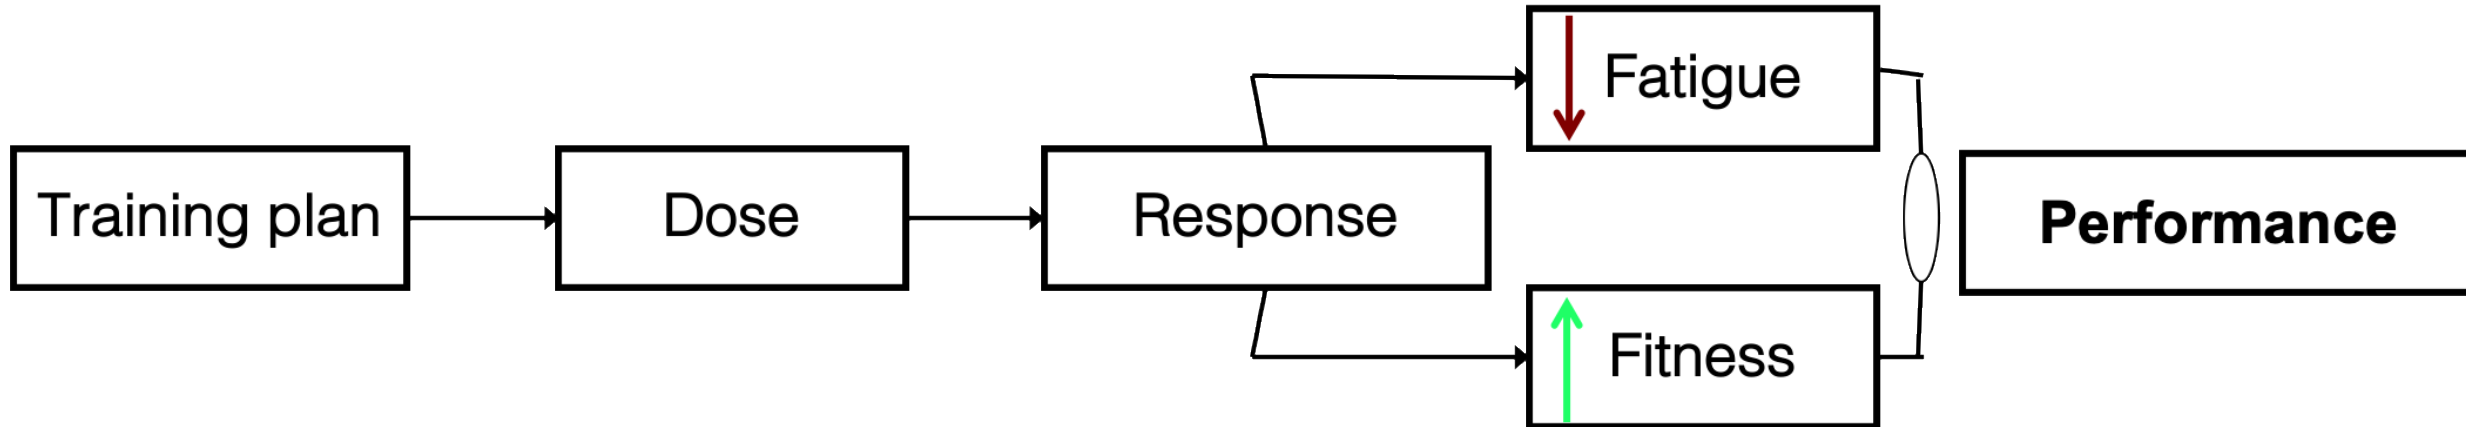 Training plan
Dose
Response
Fatigue
Fitness
Performance